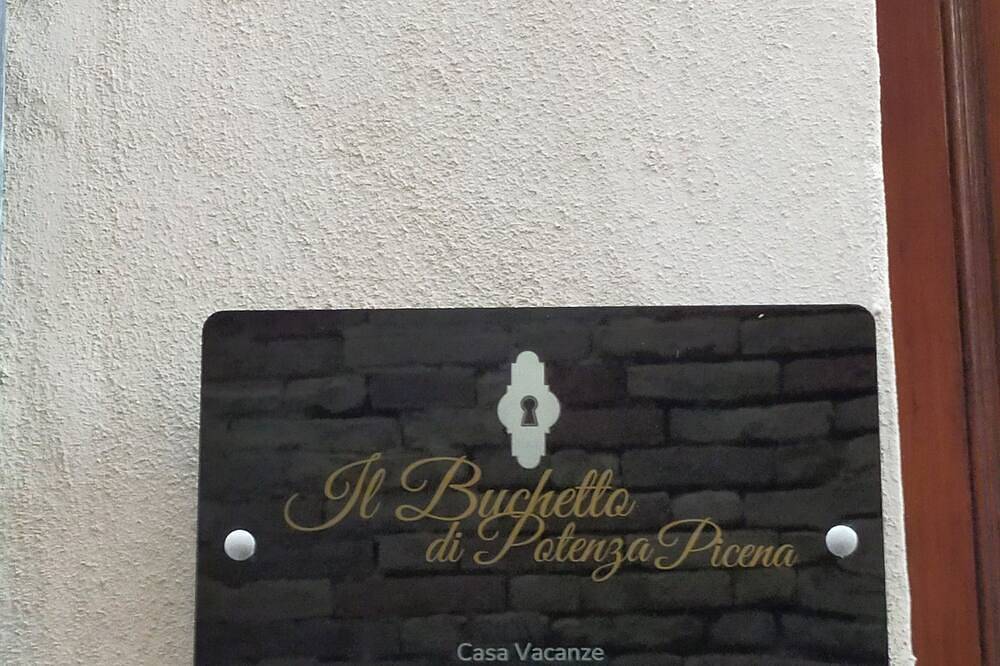 Il Buchetto
di Potenza Picena
Casa Vacanze